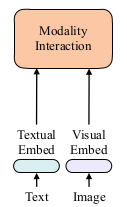 Modality
Interaction
Textual Visual
Embed Embed
Text Image